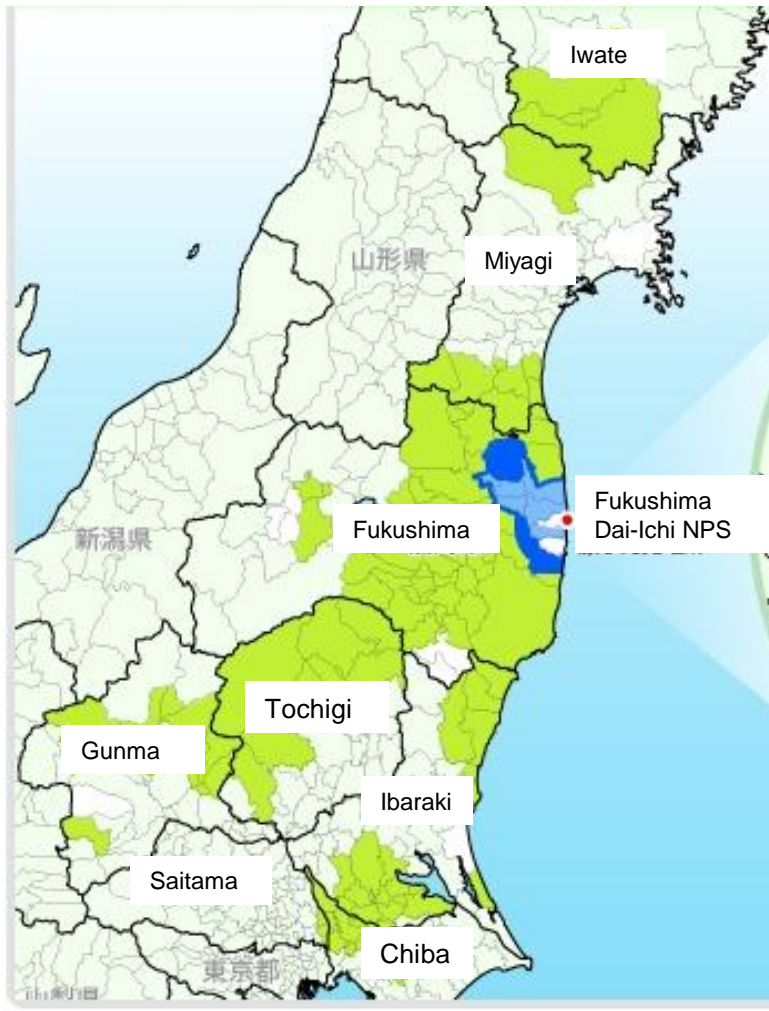 Iwate
山形県
Miyagi
Fukushima
Dai-Ichi NPS
Fukushima
新潟県
Tochigi
Gunma
Ibaraki
Saitama
Chiba
東京都